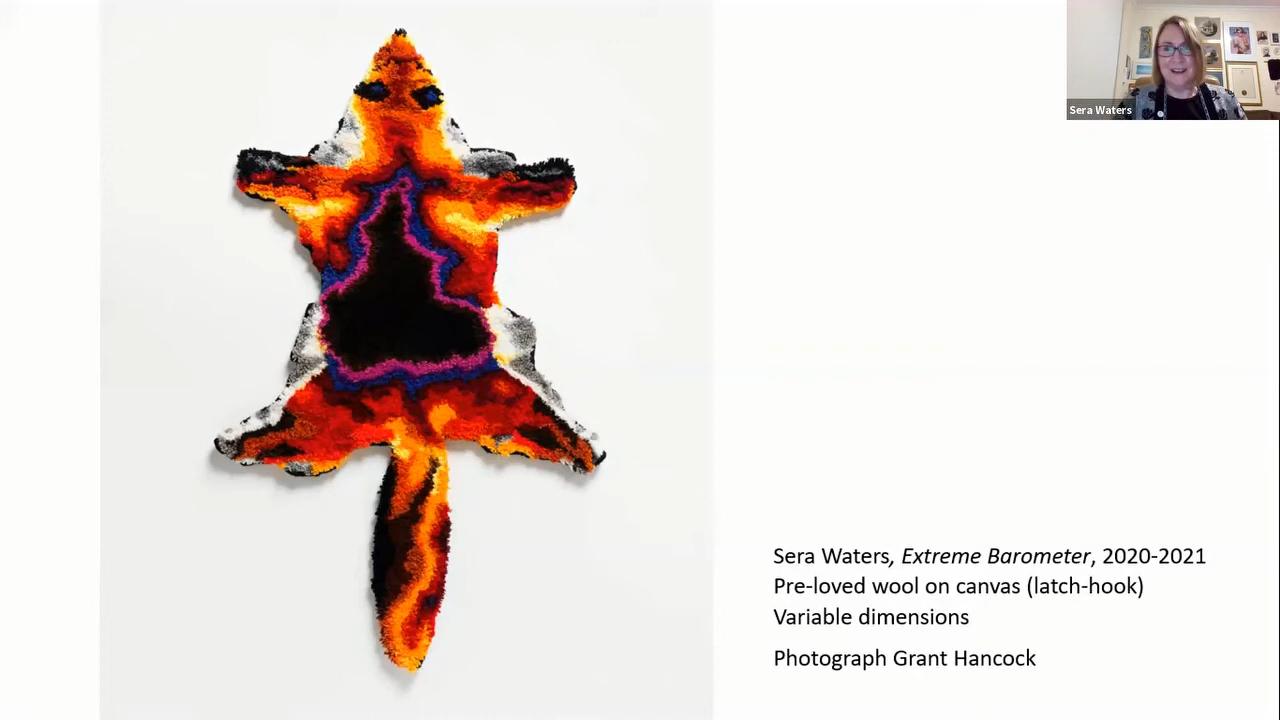 Sera Waters
Sera Waters, Extreme Barometer, 2020-2021
Pre-loved wool on canvas (latch-hook)
Variable dimensions
Photograph Grant Hancock